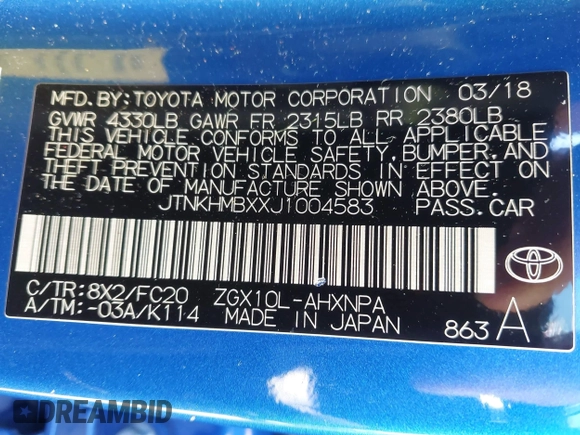 MFD.BY:TOYOTA MOTOR CORPORATION 03/18
GVWR 4330LB GAWR FR 2315LB RR 2380LB
THIS VEHICLE CONFORMS TO ALL APPLICABLE
FEDERAL MOTOR VEHICLE SAFETY,BUMPER,AND
THEFT PREVENTION STANDARDS IN EFFECT ON
THE DATE OF MANUFACTURE SHOWN ABOVE.
JTNKHMBXXJ1004583 PASS.CAR
C/TR:8X2/FC20 ZGX10L-AHXNPA
A/TM:-03A/K114 MADE IN JAPAN
863 A
DREAMBID